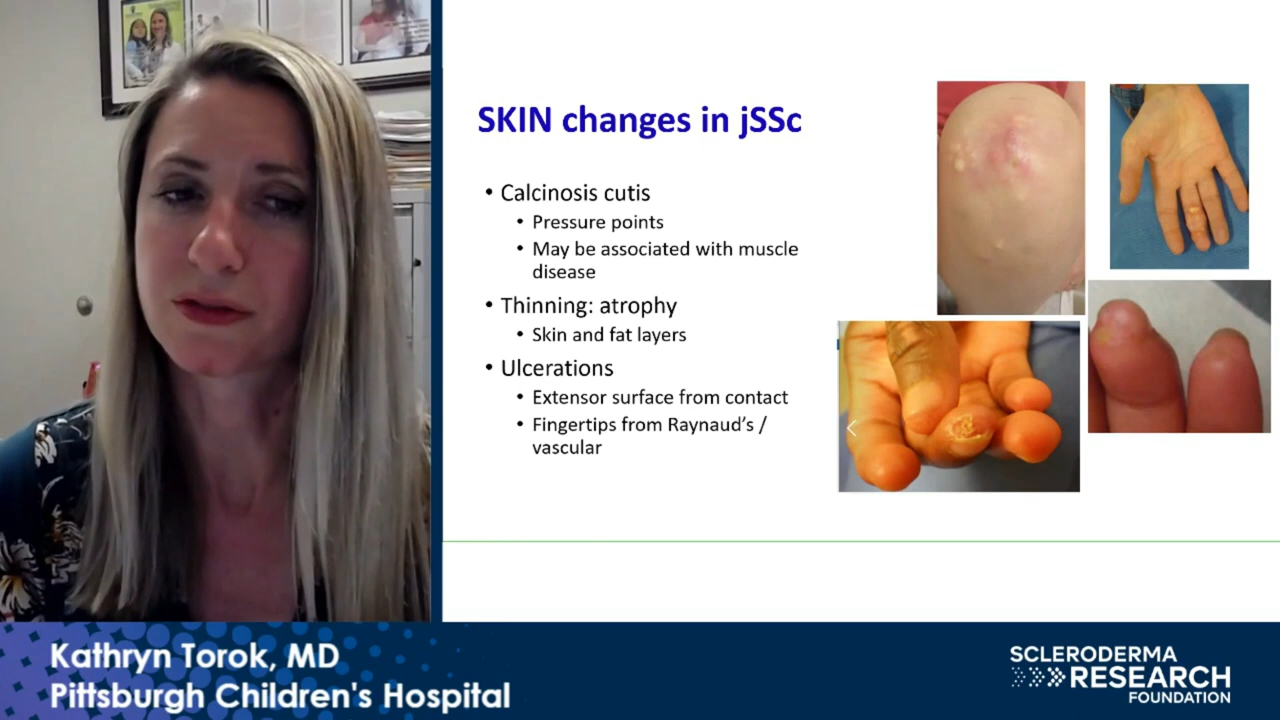 SKIN changes in jSSc
• Calcinosis cutis
• Pressure points
• May be associated with muscle
disease
• Thinning: atrophy
• Skin and fat layers
• Ulcerations
• Extensor surface from contact
• Fingertips from Raynaud's /
vascular
Kathryn Torok, MD
Pittsburgh Children's Hospital
SCLERODERMA
RESEARCH
FOUNDATION